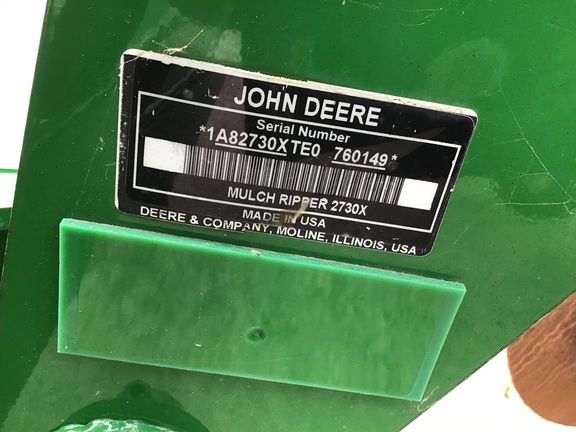 JOHN DEERE
Serial Number
*1A82730XTE0 760149*
MULCH RIPPER 2730X
MADE IN USA
DEERE & COMPANY, MOLINE, ILLINOIS, USA